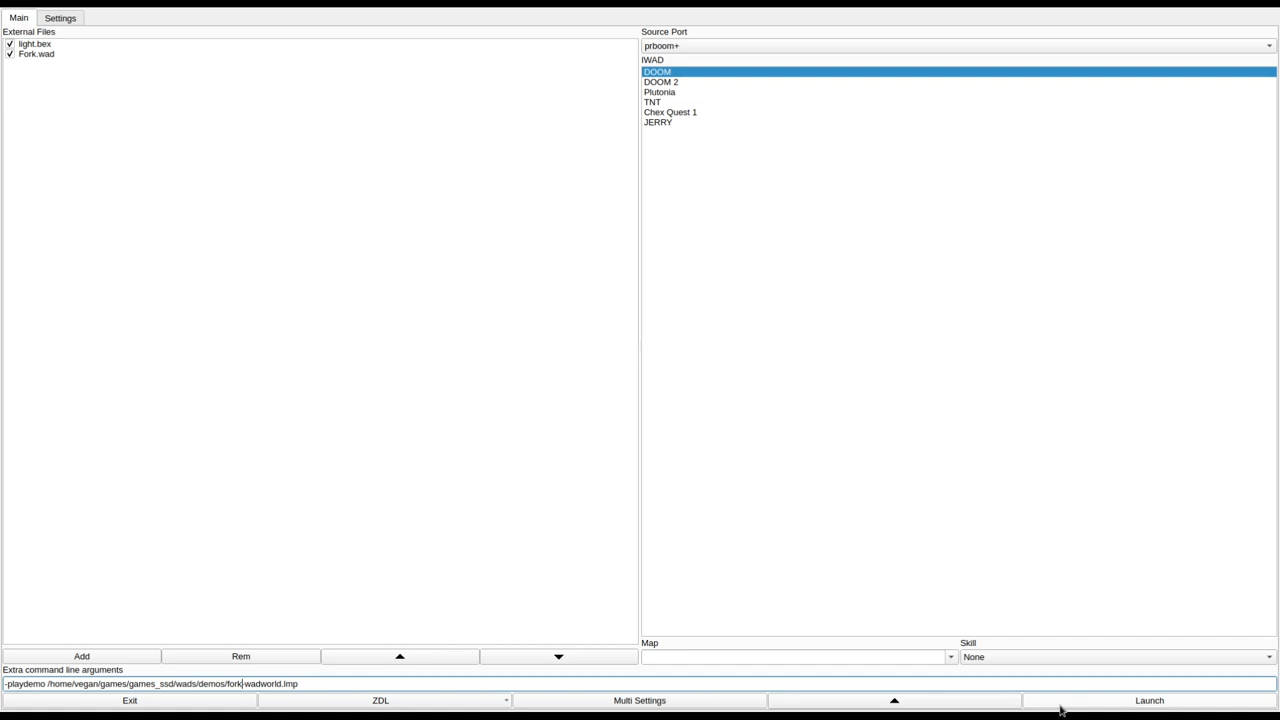 Main
Settings
External Files
light.bex
Fork.wad
Source Port
prboom+
IWAD
DOOM
DOOM 2
Plutonia
TNT
Chex Quest 1
JERRY
Map
Skill
None
Add
Rem
Extra command line arguments
-playdemo /home/vegan/games/games_ssd/wads/demos/fork-wadworld.lmp
Exit
ZDL
Multi Settings
Launch